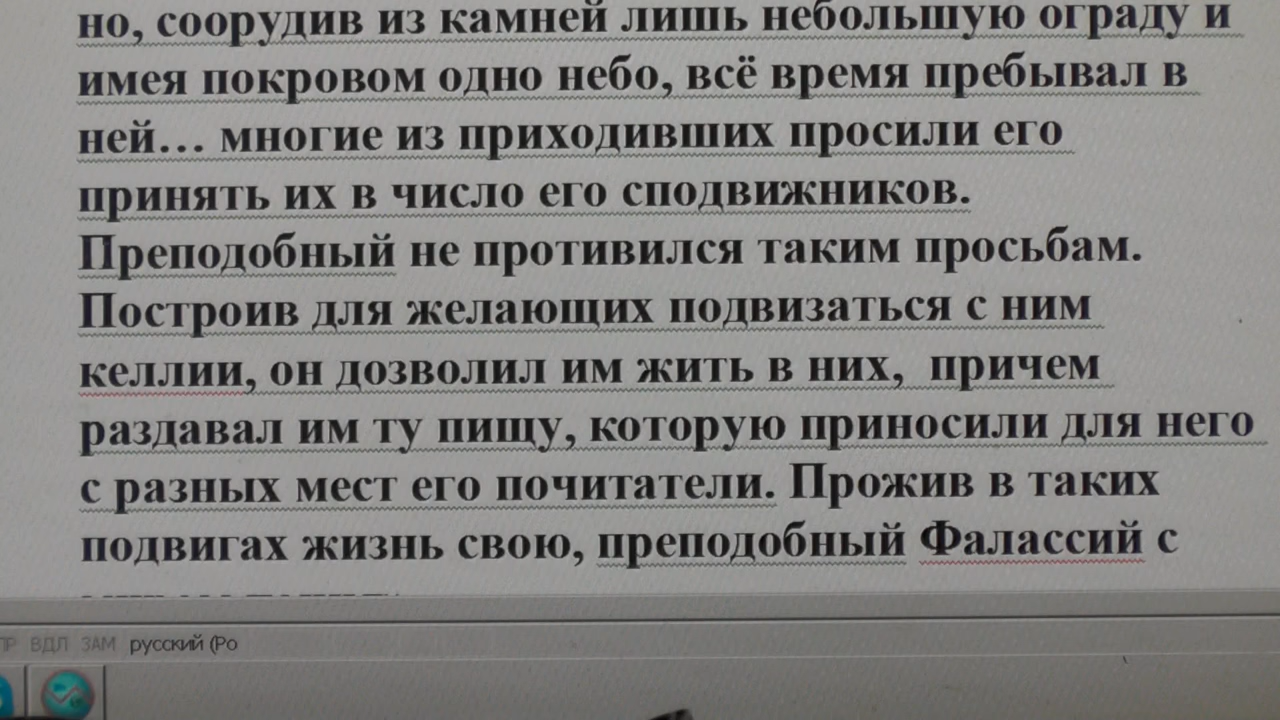 но, соорудив из камней лишь небольшую ограду и
имея покровом одно небо, всё время пребывал в
ней… многие из приходивших просили его
принять их в число его сподвижников.
Преподобный не противился таким просьбам.
Построив для желающих подвизаться с ним
келлии, он дозволил им жить в них,  причем
раздавал им ту пищу, которую приносили для него
с разных мест его почитатели. Прожив в таких
подвигах жизнь свою, преподобный Фалассий с
ВДЛ ЗАМ русский (Ро